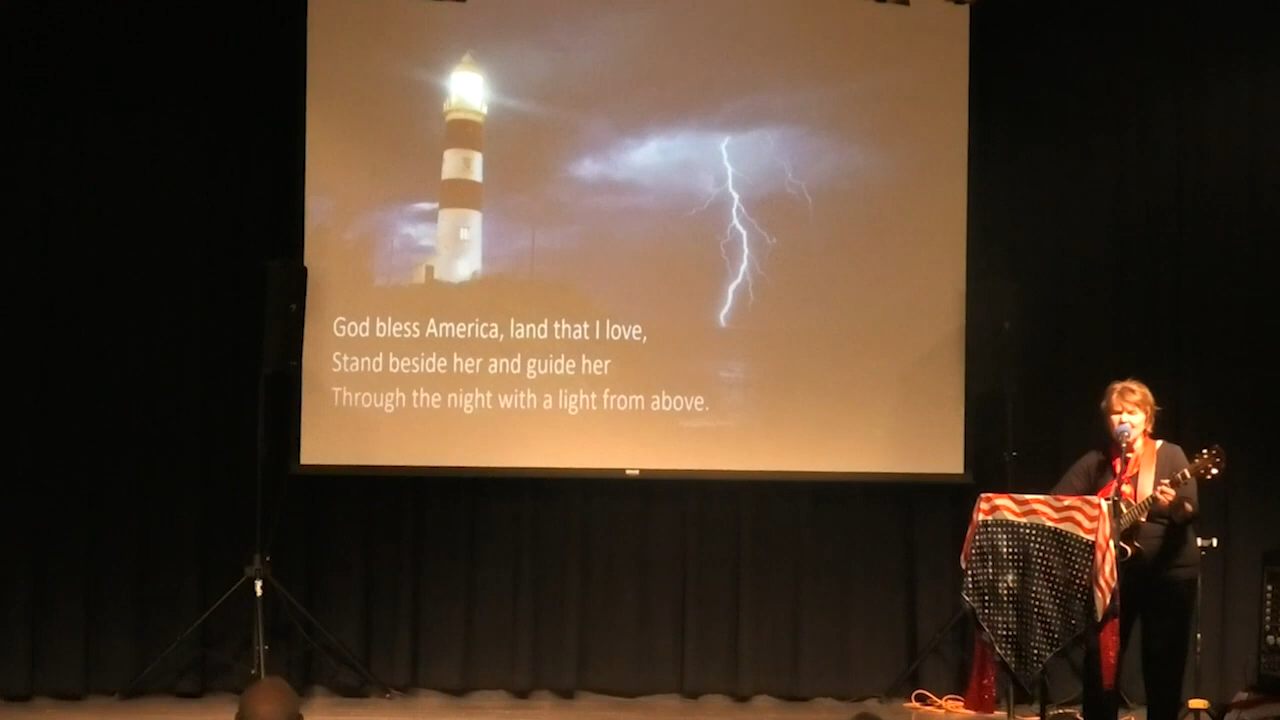 God bless America, land that I love,
Stand beside her and guide her
Through the night with a light from above.